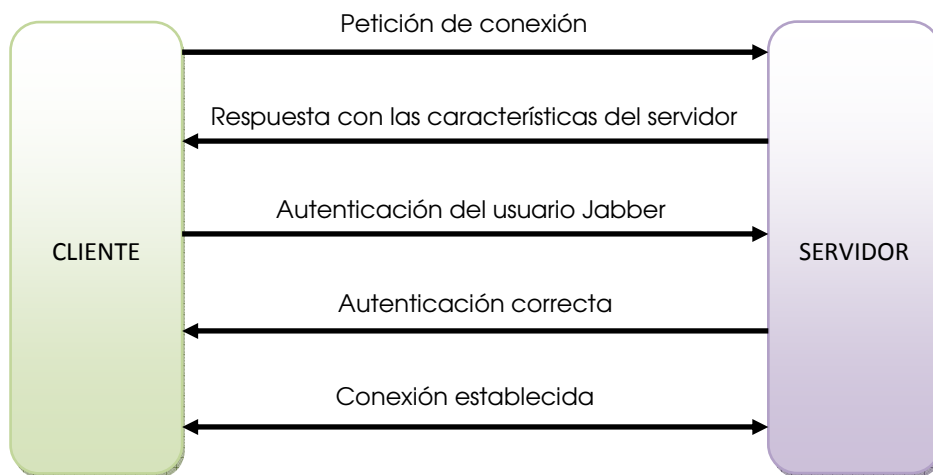 Petición de conexión
Respuesta con las características del servidor
Autenticación del usuario Jabber
CLIENTE
SERVIDOR
Autenticación correcta
Conexión establecida